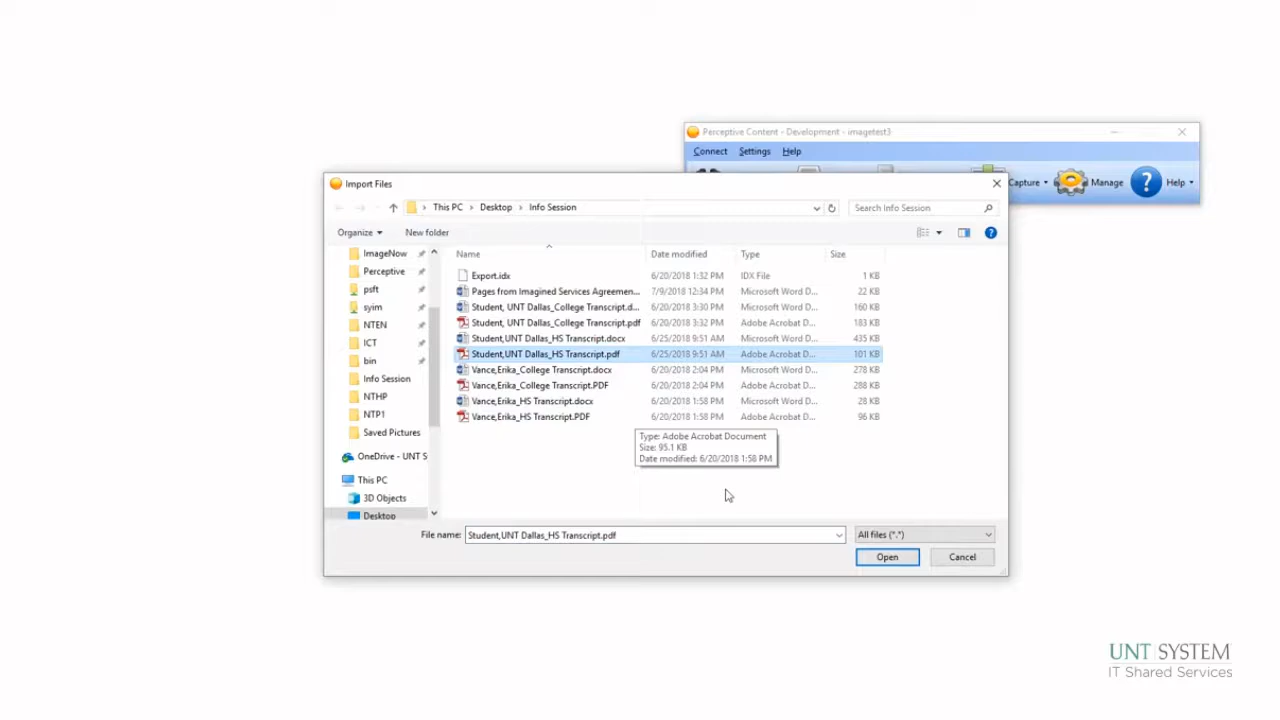 Perceptive Content - Development - imagetest3
Connect Settings Help
Capture Manage Help
Import Files
This PC > Desktop > Info Session
Search Info Session
Organize New folder
Name Date modified Type Size
Export.idx 6/20/2018 1:32 PM IDX File 1 KB
Pages from Imagined Services Agreemen... 7/9/2018 12:34 PM Microsoft Word D... 22 KB
Student, UNT Dallas_College Transcript.d... 6/20/2018 3:30 PM Microsoft Word D... 160 KB
Student, UNT Dallas_College Transcript.pdf 6/20/2018 3:32 PM Adobe Acrobat D... 183 KB
Student,UNT Dallas_HS Transcript.docx 6/25/2018 9:51 AM Microsoft Word D... 435 KB
Student,UNT Dallas_HS Transcript.pdf 6/25/2018 9:51 AM Adobe Acrobat D... 101 KB
Vance,Erika_College Transcript.docx 6/20/2018 2:04 PM Microsoft Word D... 278 KB
Vance,Erika_College Transcript.PDF 6/20/2018 2:04 PM Adobe Acrobat D... 288 KB
Vance,Erika_HS Transcript.docx 6/20/2018 1:58 PM Microsoft Word D... 28 KB
Vance,Erika_HS Transcript.PDF 6/20/2018 1:58 PM Adobe Acrobat D... 96 KB
ImageNow
Perceptive
psft
syim
NTEN
ICT
bin
Info Session
NTHP
NTP1
Saved Pictures
OneDrive - UNT S
This PC
3D Objects
Desktop
Type: Adobe Acrobat Document
Size: 95.1 KB
Date modified: 6/20/2018 1:58 PM
File name: Student,UNT Dallas_HS Transcript.pdf All files (*.*)
Open Cancel
UNT SYSTEM
IT Shared Services